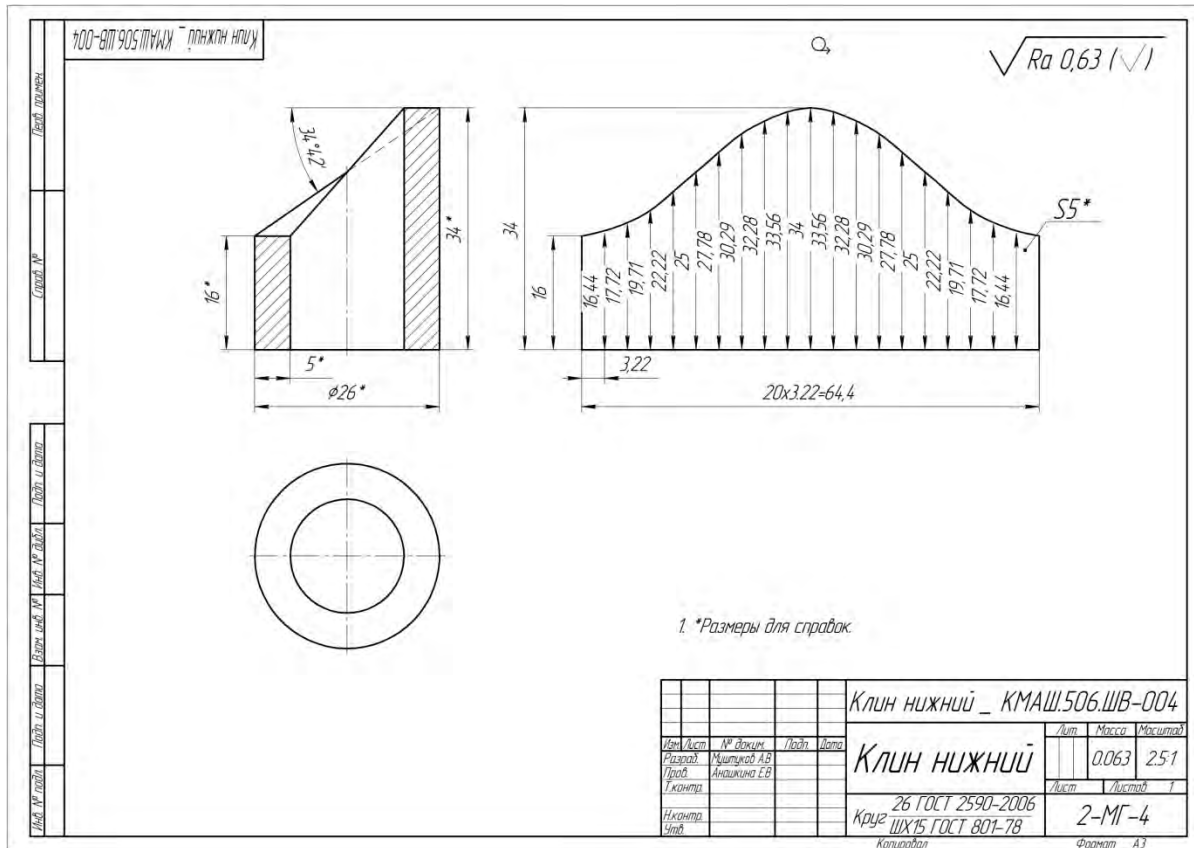 Клин нижний _ КМАШ.506.ШВ-004
Ra 0,63 (√)
Перв. примен.
Справ. №
Подп. и дата
Инв. № дубл.
Взам. инв. №
Подп. и дата
Инв. № подл.
34°42'
16*
34*
5*
ø26*
34
16
16,44
17,72
19,71
22,22
25
27,78
30,29
32,28
33,56
34
33,56
32,28
30,29
27,78
25
22,22
19,71
17,72
16,44
S5*
3,22
20x3.22=64,4
1. *Размеры для справок.
Клин нижний _ КМАШ.506.ШВ-004
Изм. Лист № докум. Подп. Дата
Разраб. Муштуков А.В
Пров. Анашкина Е.В
Т.контр.
Н.контр.
Утв.
Клин нижний
Лит. Масса Масштаб
0.063 2.5:1
Лист Листов 1
Круг 26 ГОСТ 2590-2006
ШХ15 ГОСТ 801-78
2-МГ-4
Копировал Формат А3